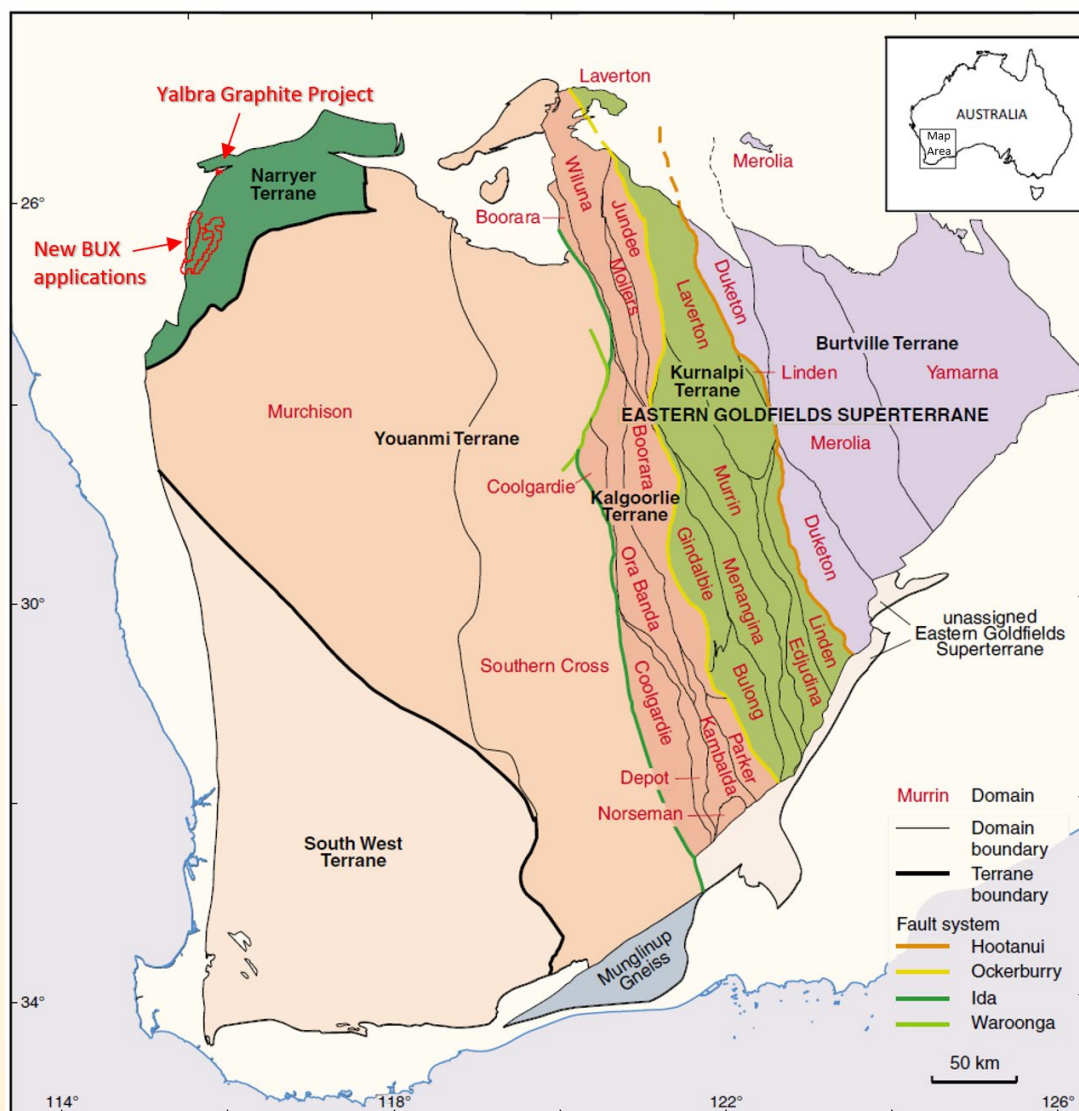 Laverton
Yalbra Graphite Project
AUSTRALIA
Map
Area
Merolia
Narryer
Terrane
Wiluna
26°
Boorara
Jundee
New BUX
applications
Moilers
Duketon
Laverton
Burtville Terrane
Kurnalpi
Terrane
Linden
Yamarna
Murchison
EASTERN GOLDFIELDS SUPERTERRANE
Youanmi Terrane
Boorara
Merolia
Coolgardie
Kalgoorlie
Terrane
Murrin
Gindalbie
Ora Banda
Menangina
Duketon
30°
unassigned
Eastern Goldfields
Superterrane
Linden
Edjudina
Southern Cross
Coolgardie
Bulong
Parker
Kambalda
Depot
Norseman
South West
Terrane
Murrin Domain
Domain
boundary
Terrane
boundary
Fault system
Hootanui
Ockerburry
Ida
Waroonga
Munglinup
Gneiss
34°
50 km
114° 118° 122° 126°